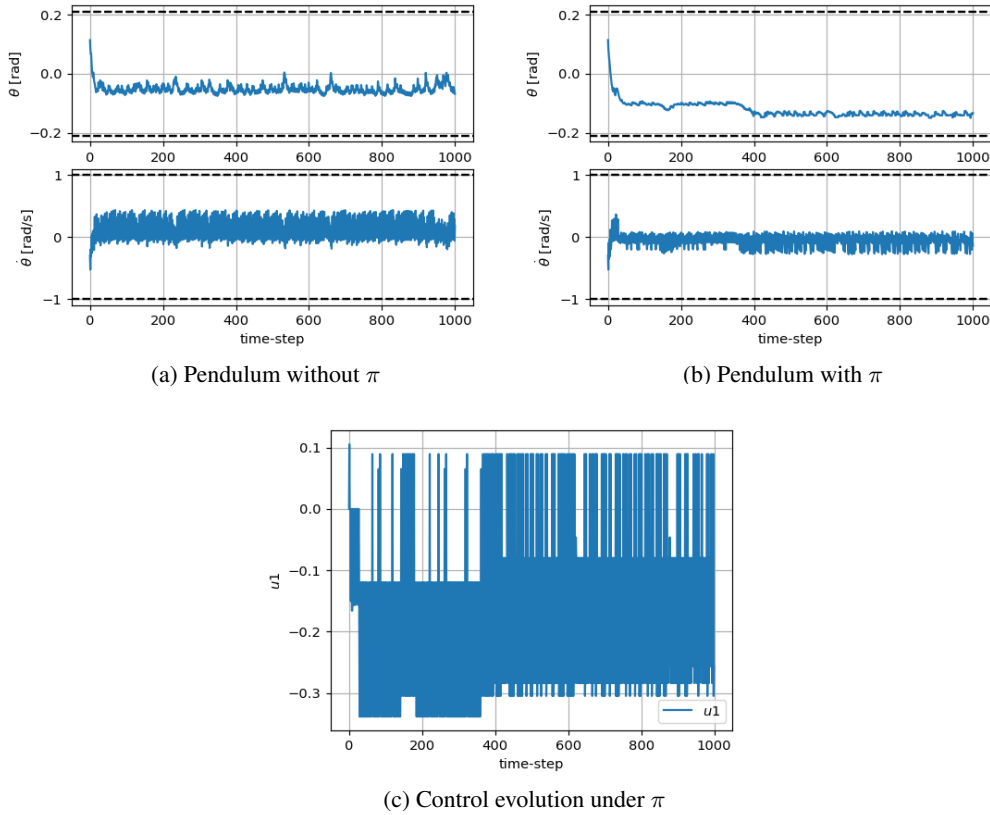 0.2
0.0
−0.2
θ [rad]
0 200 400 600 800 1000
1
0
−1
θ̇ [rad/s]
0 200 400 600 800 1000
time-step
(a) Pendulum without π
0.2
0.0
−0.2
θ [rad]
0 200 400 600 800 1000
1
0
−1
θ̇ [rad/s]
0 200 400 600 800 1000
time-step
(b) Pendulum with π
0.1
0.0
−0.1
−0.2
−0.3
u1
u1
0 200 400 600 800 1000
time-step
(c) Control evolution under π